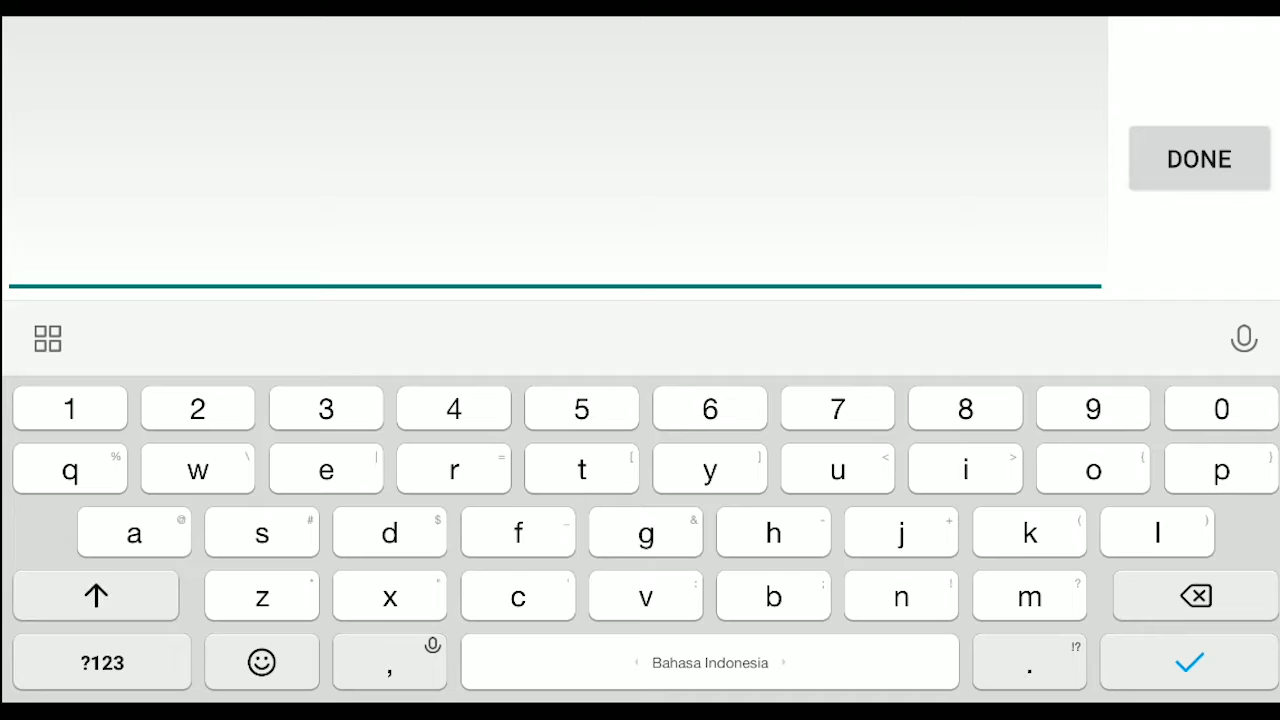 DONE
1 2 3 4 5 6 7 8 9 0
q % w \ e | r = t [ y ] u < i > o { p }
a @ s # d $ f _ g & h - j + k ( l )
z * x " c ' v : b ; n ! m ?
?123 , ‹ Bahasa Indonesia › . !?